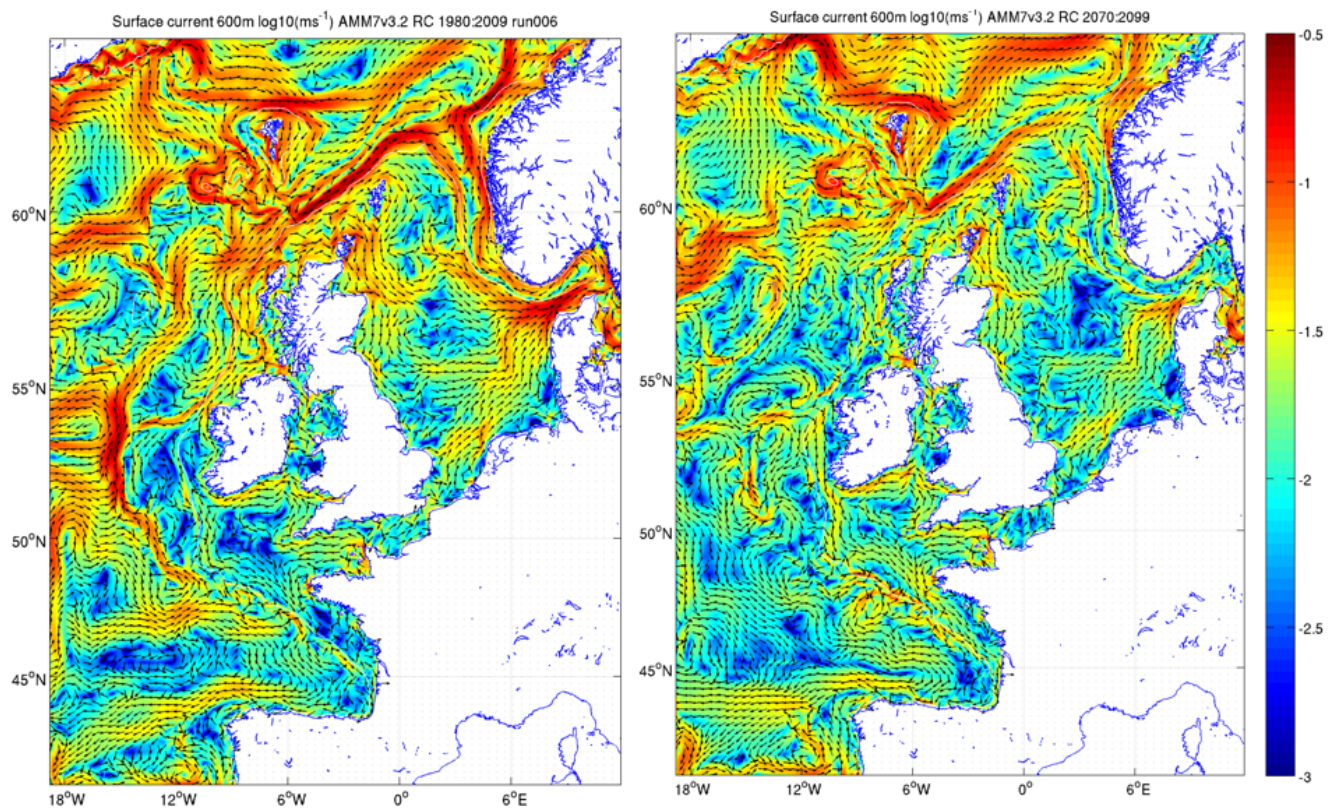 Surface current 600m log10(ms⁻¹) AMM7v3.2 RC 1980:2009 run006
Surface current 600m log10(ms⁻¹) AMM7v3.2 RC 2070:2099
60°N
55°N
50°N
45°N
18°W 12°W 6°W 0° 6°E
60°N
55°N
50°N
45°N
18°W 12°W 6°W 0° 6°E
-0.5
-1
-1.5
-2
-2.5
-3